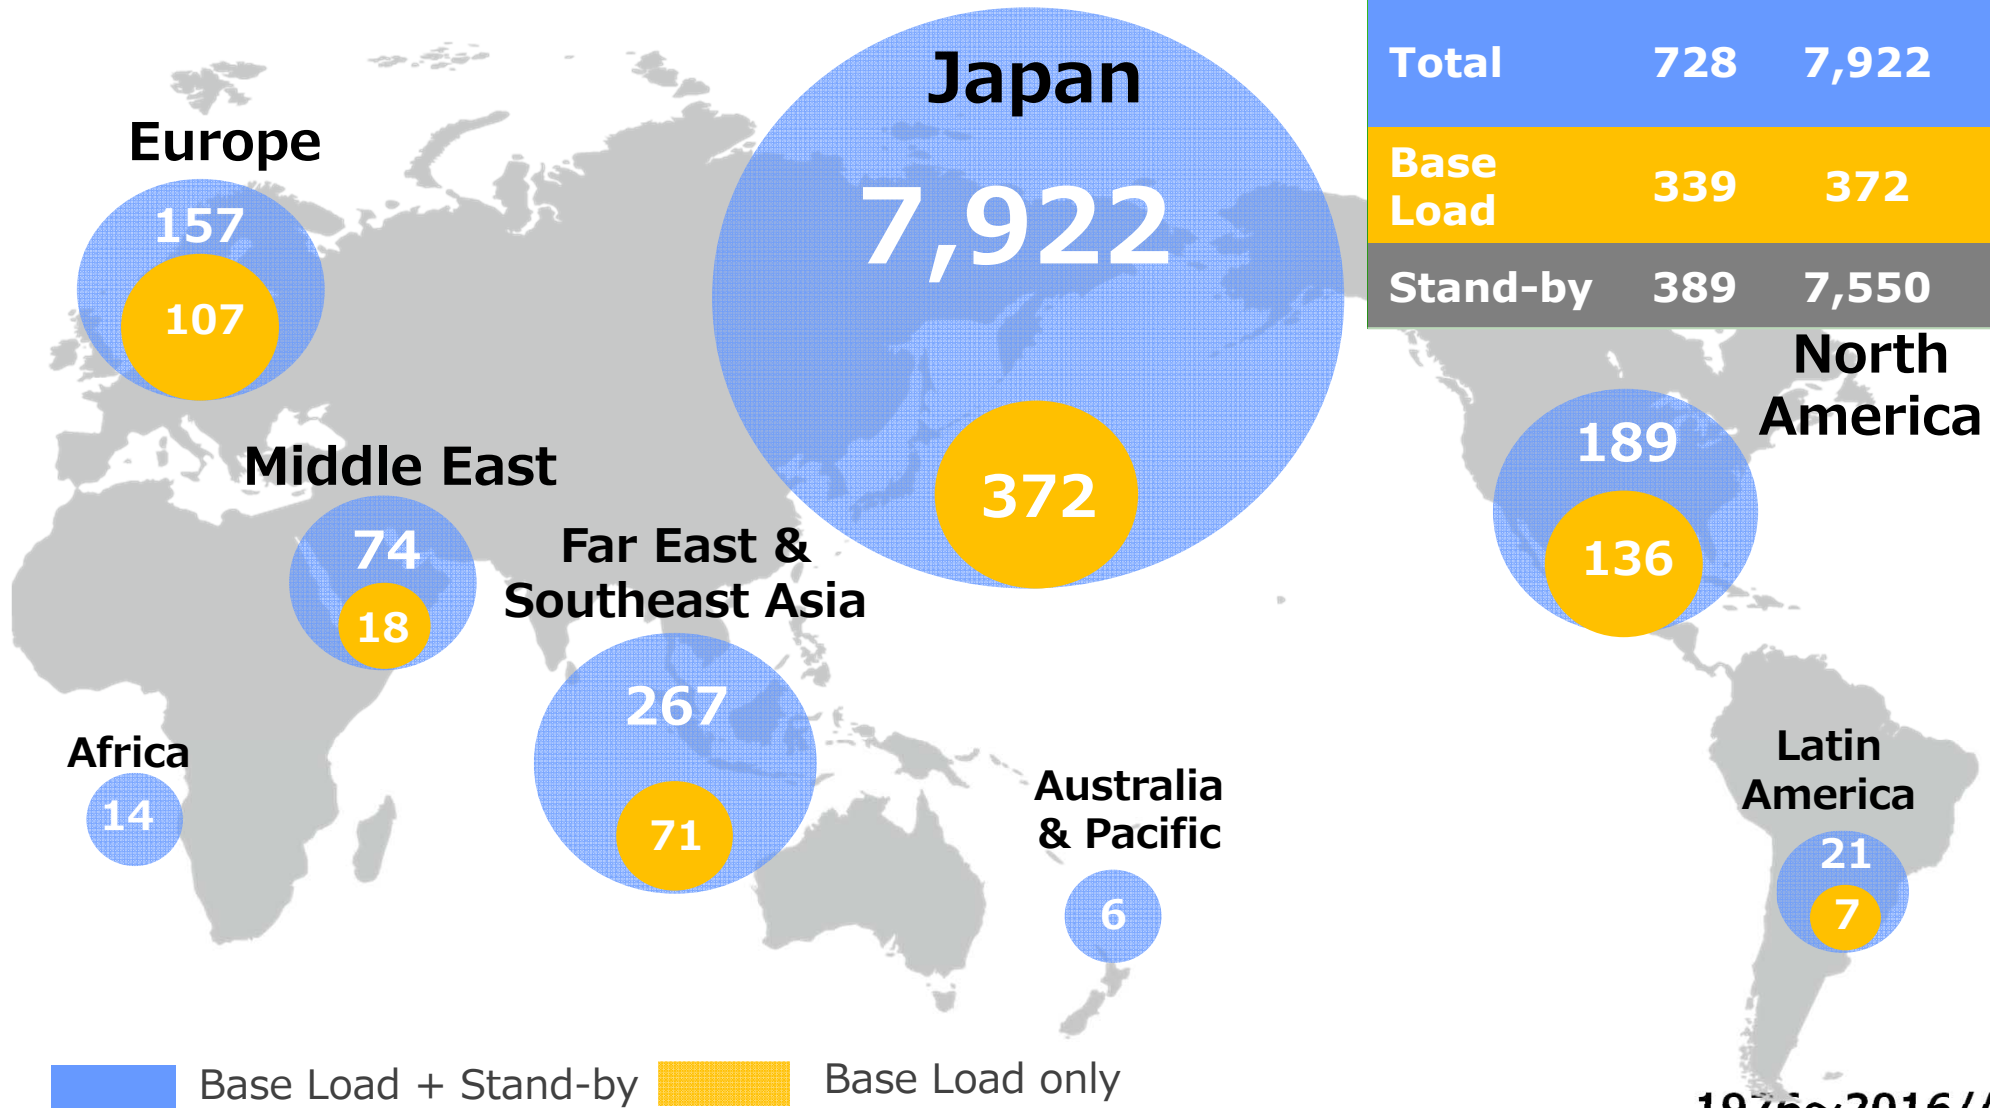 Japan
7,922
372
Total 728 7,922
Base
Load 339 372
Stand-by 389 7,550
Europe
157
107
North
America
189
136
Middle East
74
18
Far East &
Southeast Asia
267
71
Africa
14
Australia
& Pacific
6
Latin
America
21
7
Base Load + Stand-by
Base Load only